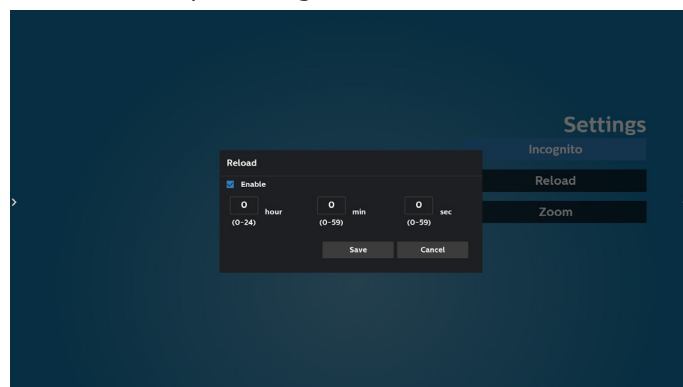 Settings
Incognito
Reload
Zoom
Reload
Enable
0 hour 0 min 0 sec
(0-24) (0-59) (0-59)
Save Cancel